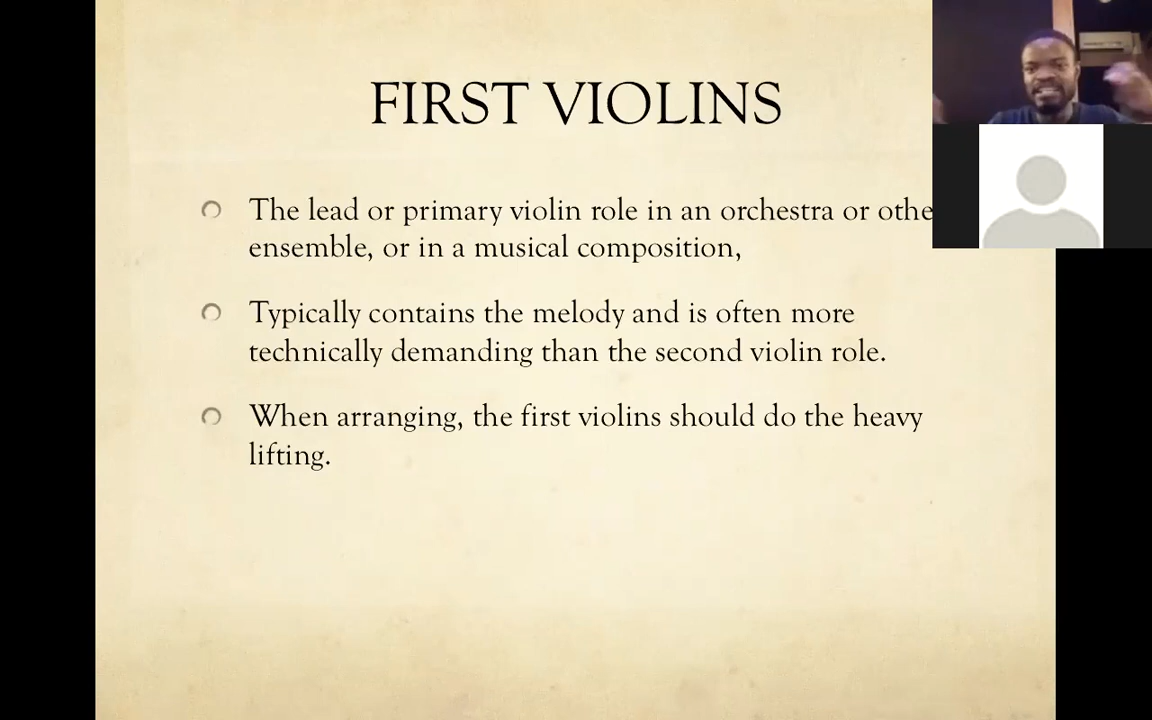 FIRST VIOLINS
The lead or primary violin role in an orchestra or othe
ensemble, or in a musical composition,
Typically contains the melody and is often more
technically demanding than the second violin role.
When arranging, the first violins should do the heavy
lifting.